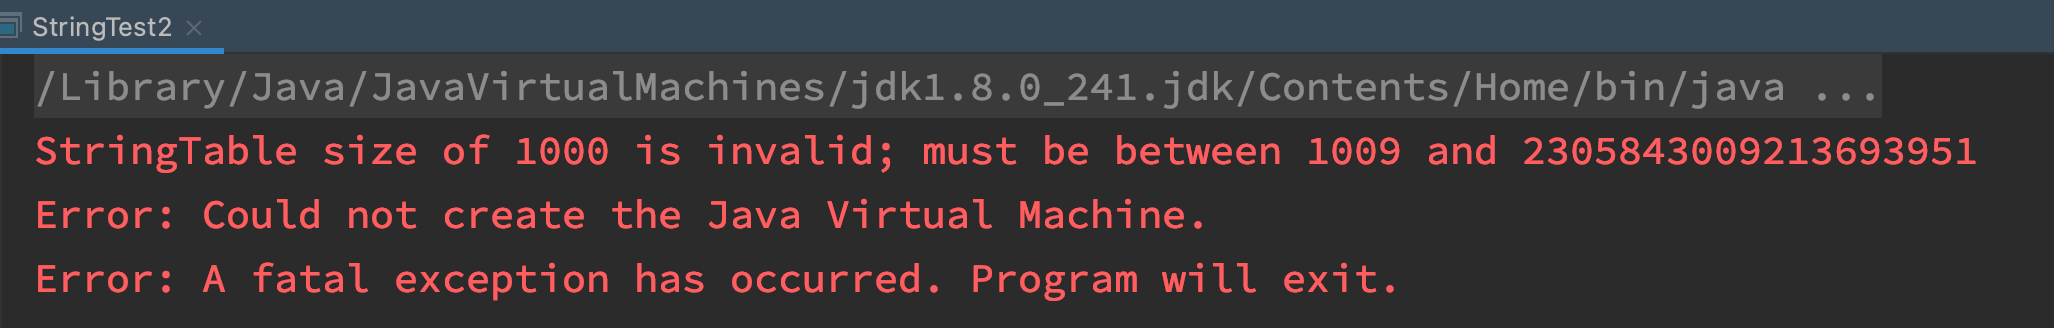 StringTest2
/Library/Java/JavaVirtualMachines/jdk1.8.0_241.jdk/Contents/Home/bin/java ...
StringTable size of 1000 is invalid; must be between 1009 and 2305843009213693951
Error: Could not create the Java Virtual Machine.
Error: A fatal exception has occurred. Program will exit.